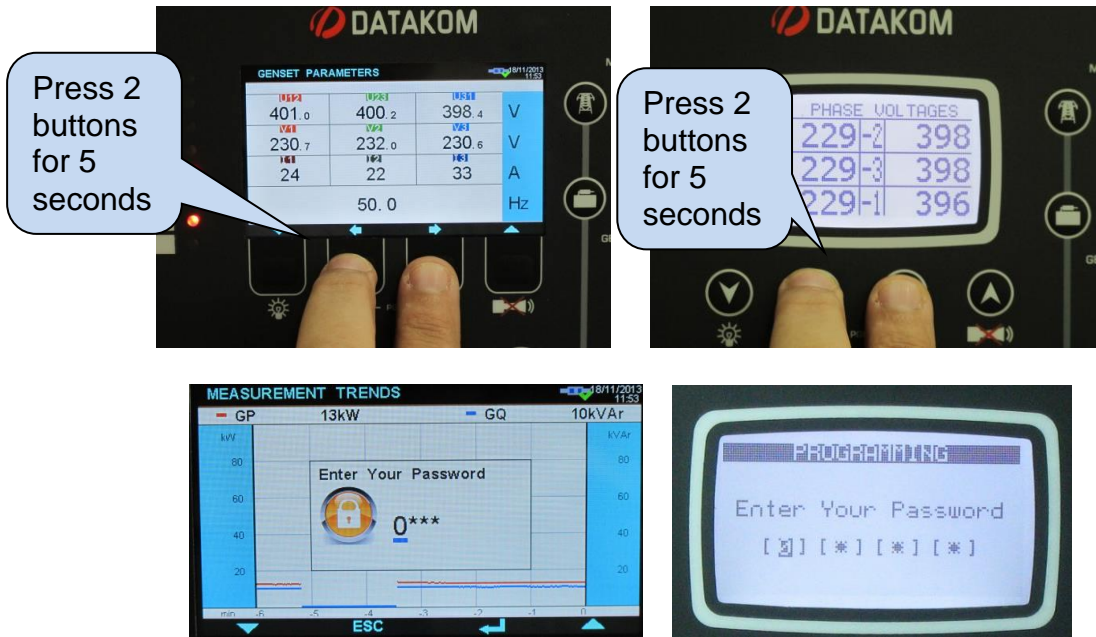 DATAKOM
Press 2
buttons
for 5
seconds
GENSET PARAMETERS
18/11/2013
11:53
U12 U23 U31
401.0 400.2 398.4 V
V1 V2 V3
230.7 232.0 230.6 V
I1 I2 I3
24 22 33 A
50.0 Hz
DATAKOM
Press 2
buttons
for 5
seconds
PHASE VOLTAGES
229-2 398
229-3 398
229-1 396
MEASUREMENT TRENDS
18/11/2013
11:53
GP 13kW GQ 10kVAr
kW kVAr
80 60
60 60
40 40
20 20
min -6 -5 -4 -3 -2 -1 0
Enter Your Password
0***
ESC
PROGRAMMING
Enter Your Password
[5] [*] [*] [*]